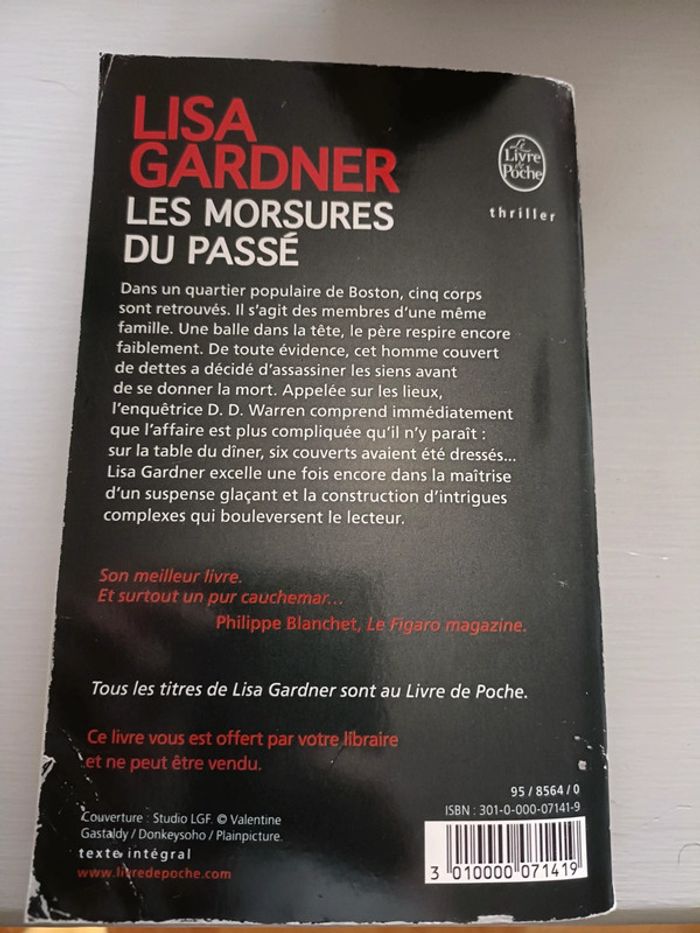 LISA
GARDNER
LES MORSURES
DU PASSÉ
Le
Livre
de
Poche
thriller
Dans un quartier populaire de Boston, cinq corps
sont retrouvés. Il s'agit des membres d'une même
famille. Une balle dans la tête, le père respire encore
faiblement. De toute évidence, cet homme couvert
de dettes a décidé d'assassiner les siens avant
de se donner la mort. Appelée sur les lieux,
l'enquêtrice D. D. Warren comprend immédiatement
que l'affaire est plus compliquée qu'il n'y paraît :
sur la table du dîner, six couverts avaient été dressés...
Lisa Gardner excelle une fois encore dans la maîtrise
d'un suspense glaçant et la construction d'intrigues
complexes qui bouleversent le lecteur.
Son meilleur livre.
Et surtout un pur cauchemar...
Philippe Blanchet, Le Figaro magazine.
Tous les titres de Lisa Gardner sont au Livre de Poche.
Ce livre vous est offert par votre libraire
et ne peut être vendu.
95 / 8564 / 0
ISBN : 301-0-000-07141-9
Couverture : Studio LGF. © Valentine
Gastaldy / Donkeysoho / Plainpicture.
texte intégral
www.livredepoche.com
3 010000 071419